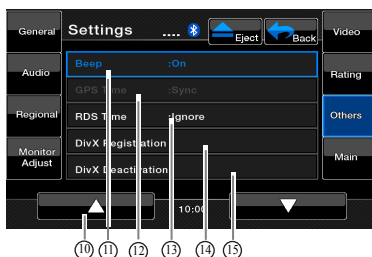 General
Settings
....
Eject
Back
Video
Audio
Beep :On
Rating
GPS Time :Sync
Regional
RDS Time :Ignore
Others
DivX Registration
Monitor
Adjust
DivX Deactivation
Main
10:00
10 11 12 13 14 15